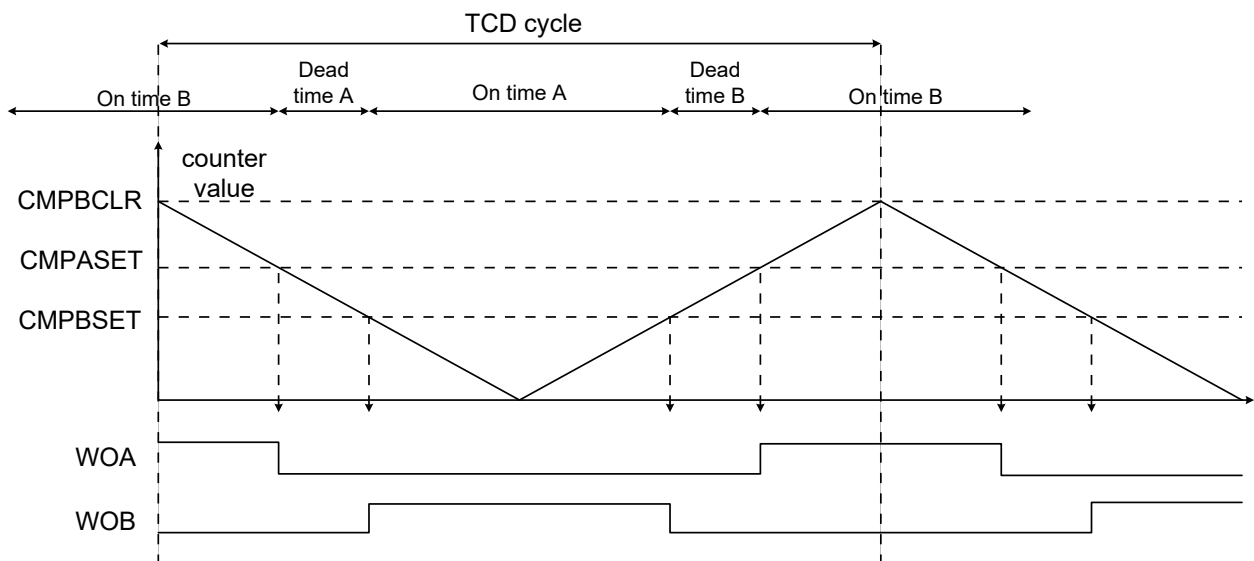 TCD cycle
Dead
time A
Dead
time B
On time B
On time A
On time B
counter
value
CMPBCLR
CMPASET
CMPBSET
WOA
WOB